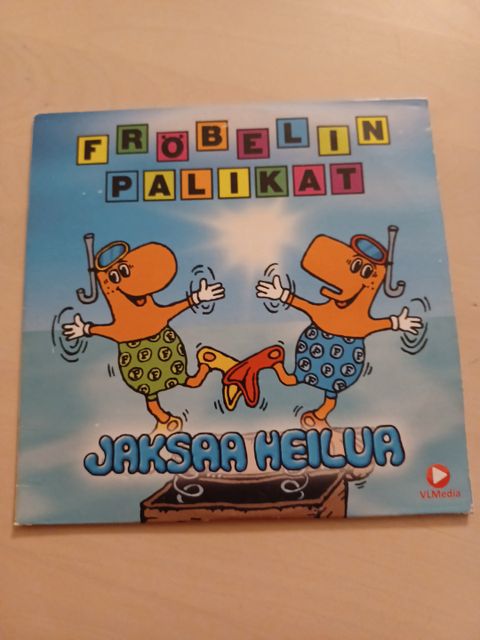 FRÖBELIN
PALIKAT
JAKSAA HEILUA
VLMedia